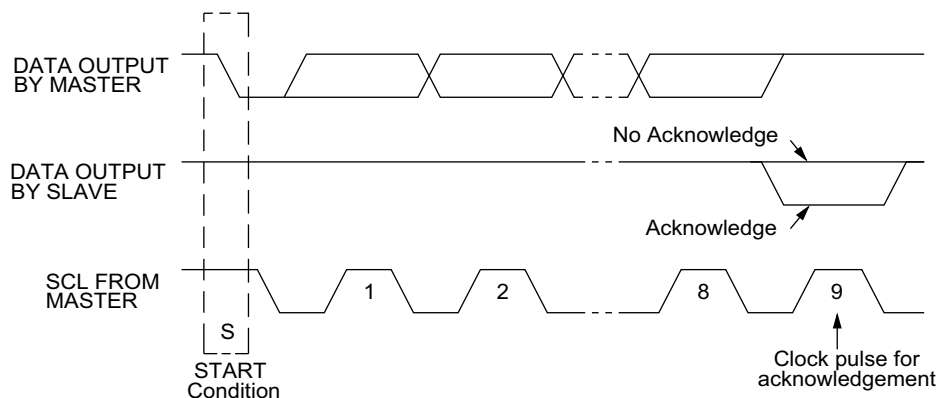 DATA OUTPUT
BY MASTER
No Acknowledge
DATA OUTPUT
BY SLAVE
Acknowledge
SCL FROM
MASTER
1
2
8
9
S
START
Condition
Clock pulse for
acknowledgement